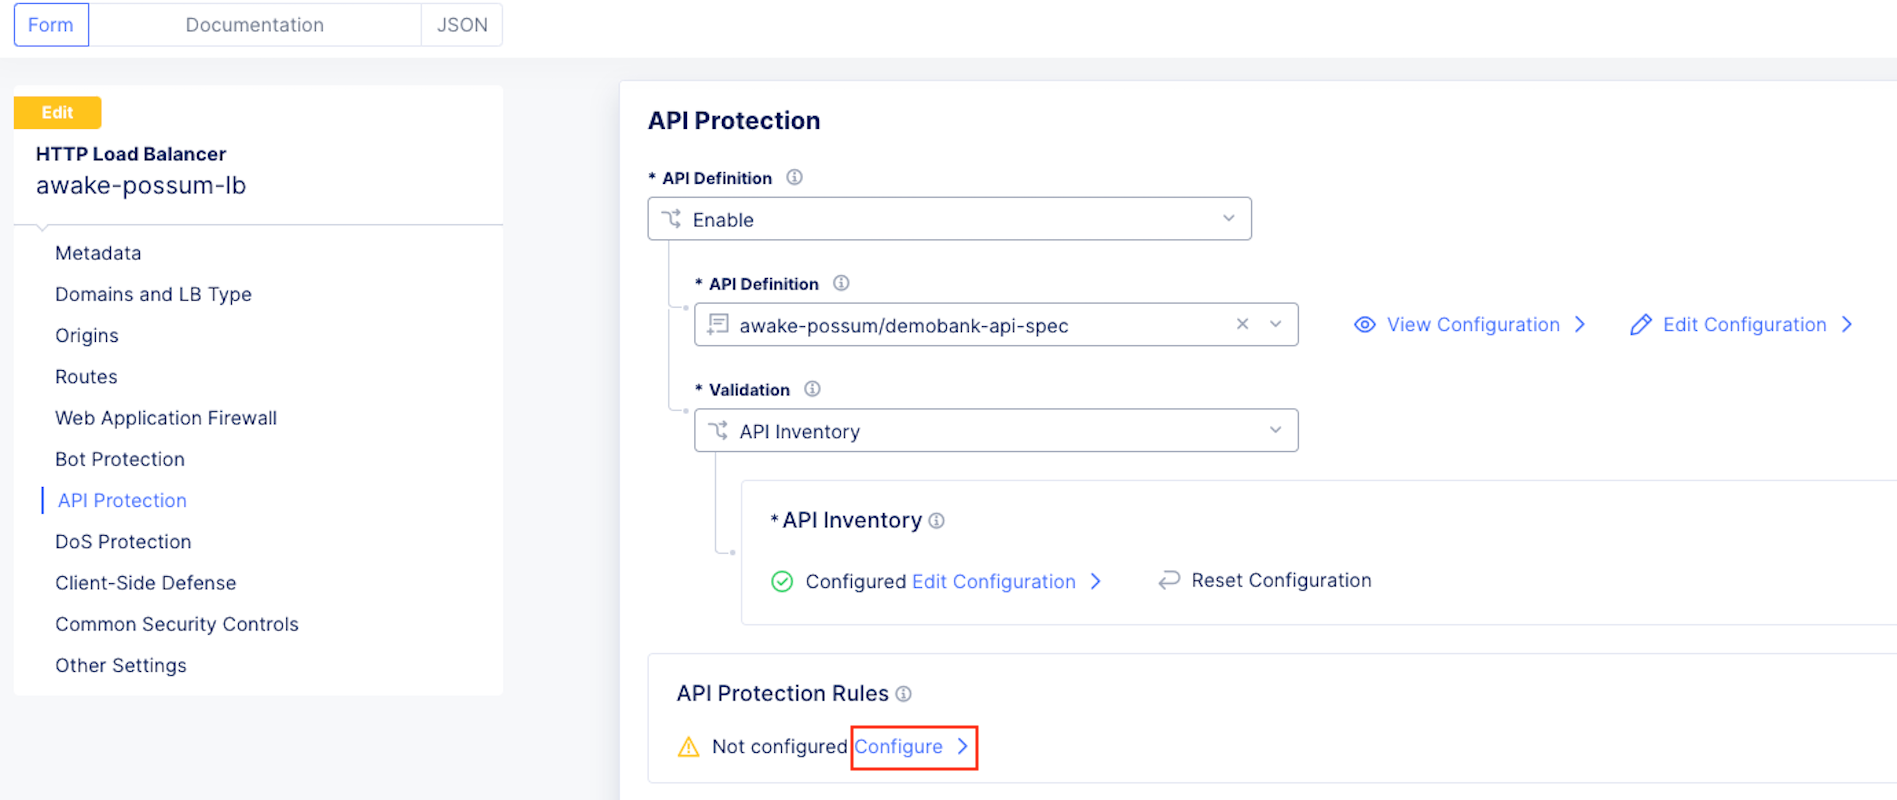 Form Documentation JSON
Edit
HTTP Load Balancer
awake-possum-lb
Metadata
Domains and LB Type
Origins
Routes
Web Application Firewall
Bot Protection
API Protection
DoS Protection
Client-Side Defense
Common Security Controls
Other Settings
API Protection
* API Definition
Enable
* API Definition
awake-possum/demobank-api-spec
View Configuration
Edit Configuration
* Validation
API Inventory
* API Inventory
Configured Edit Configuration
Reset Configuration
API Protection Rules
Not configured Configure